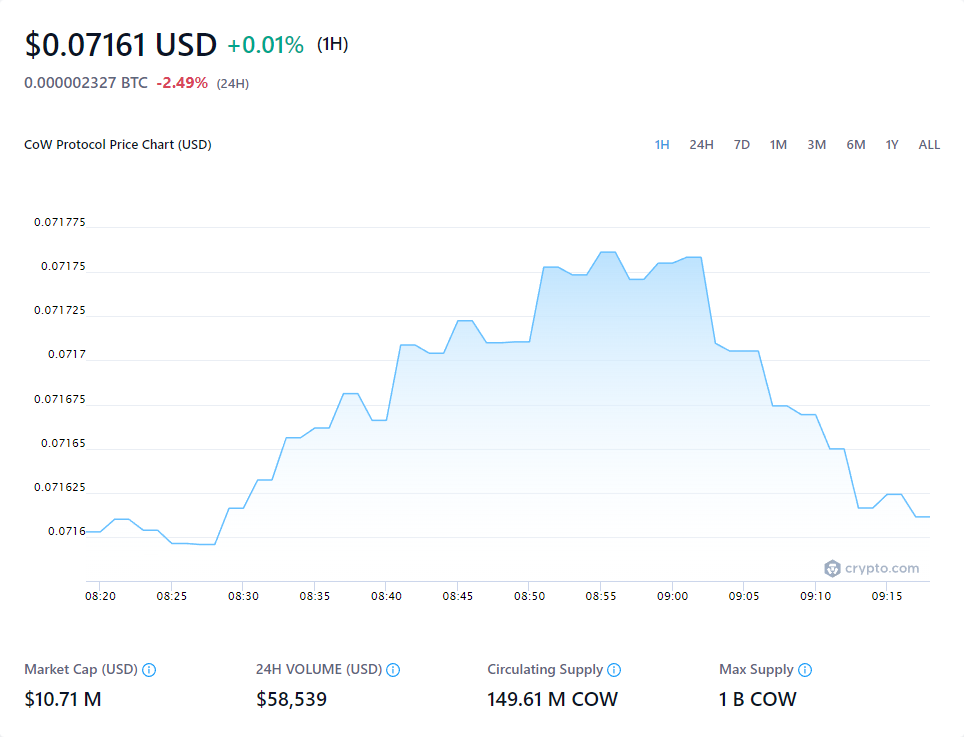 $0.07161 USD +0.01% (1H)
0.000002327 BTC -2.49% (24H)
CoW Protocol Price Chart (USD)
1H 24H 7D 1M 3M 6M 1Y ALL
0.071775
0.07175
0.071725
0.0717
0.071675
0.07165
0.071625
0.0716
crypto.com
08:20 08:25 08:30 08:35 08:40 08:45 08:50 08:55 09:00 09:05 09:10 09:15
Market Cap (USD) 24H VOLUME (USD) Circulating Supply Max Supply
$10.71 M $58,539 149.61 M COW 1 B COW